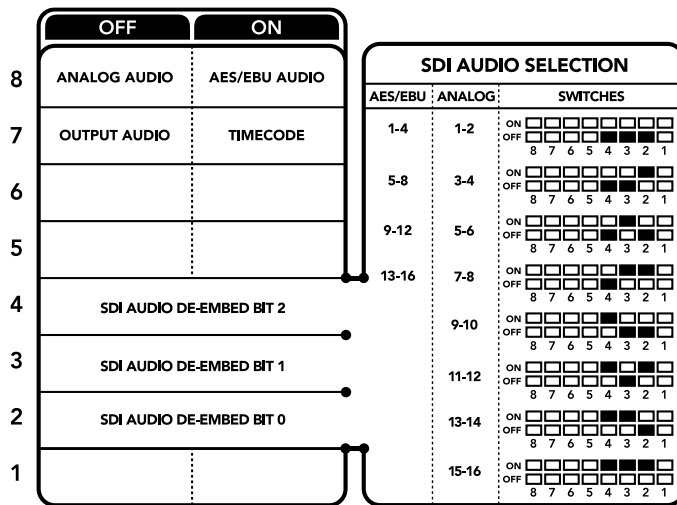 OFF ON
8 ANALOG AUDIO AES/EBU AUDIO
7 OUTPUT AUDIO TIMECODE
6
5
4 SDI AUDIO DE-EMBED BIT 2
3 SDI AUDIO DE-EMBED BIT 1
2 SDI AUDIO DE-EMBED BIT 0
1
SDI AUDIO SELECTION
AES/EBU ANALOG SWITCHES
1-4 1-2 ON
OFF
8 7 6 5 4 3 2 1
5-8 3-4 ON
OFF
8 7 6 5 4 3 2 1
9-12 5-6 ON
OFF
8 7 6 5 4 3 2 1
13-16 7-8 ON
OFF
8 7 6 5 4 3 2 1
9-10 ON
OFF
8 7 6 5 4 3 2 1
11-12 ON
OFF
8 7 6 5 4 3 2 1
13-14 ON
OFF
8 7 6 5 4 3 2 1
15-16 ON
OFF
8 7 6 5 4 3 2 1